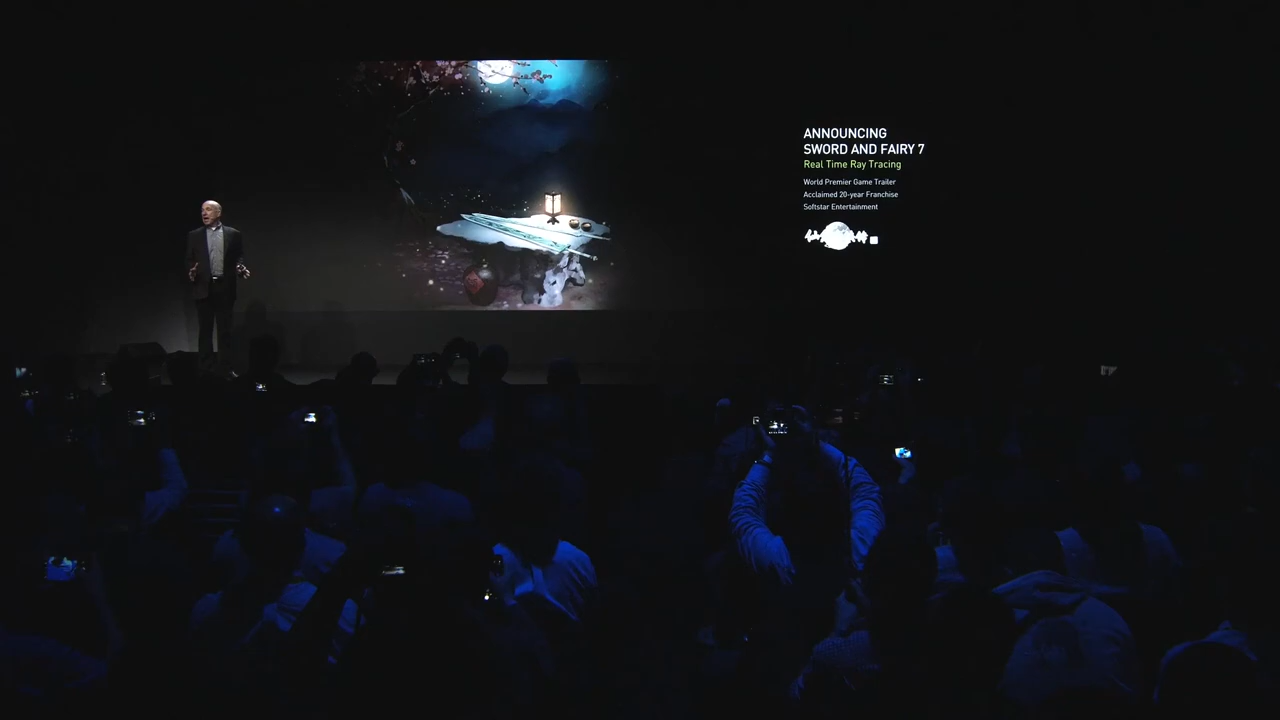 ANNOUNCING
SWORD AND FAIRY 7
Real Time Ray Tracing
World Premier Game Trailer
Acclaimed 20-year Franchise
Softstar Entertainment